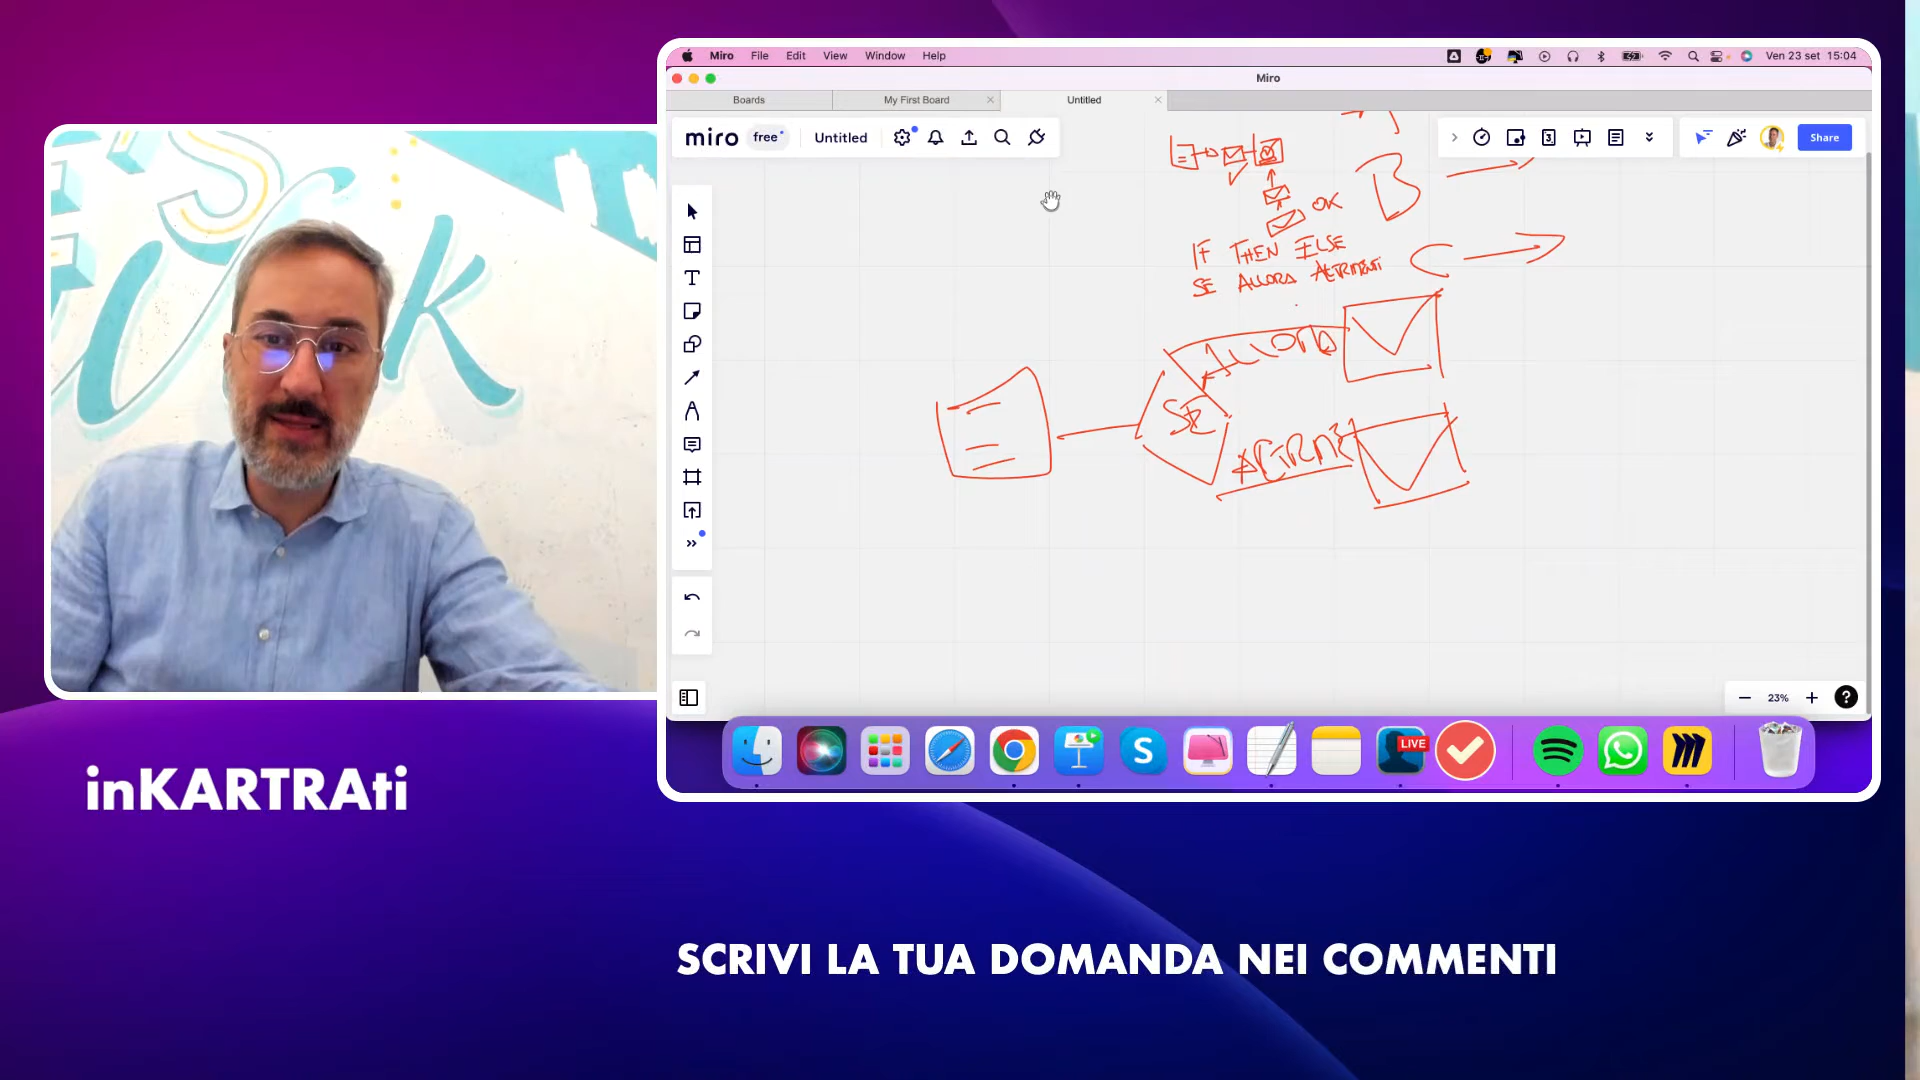 Miro File Edit View Window Help
Ven 23 set 15:04
Miro
Boards
My First Board
Untitled
miro free
Untitled
Share
3
OK
B
IF THEN ELSE
SE ALLORA ALTRIMENTI
C
ALLORA
SE
23%
LIVE
S
inKARTRAti
SCRIVI LA TUA DOMANDA NEI COMMENTI